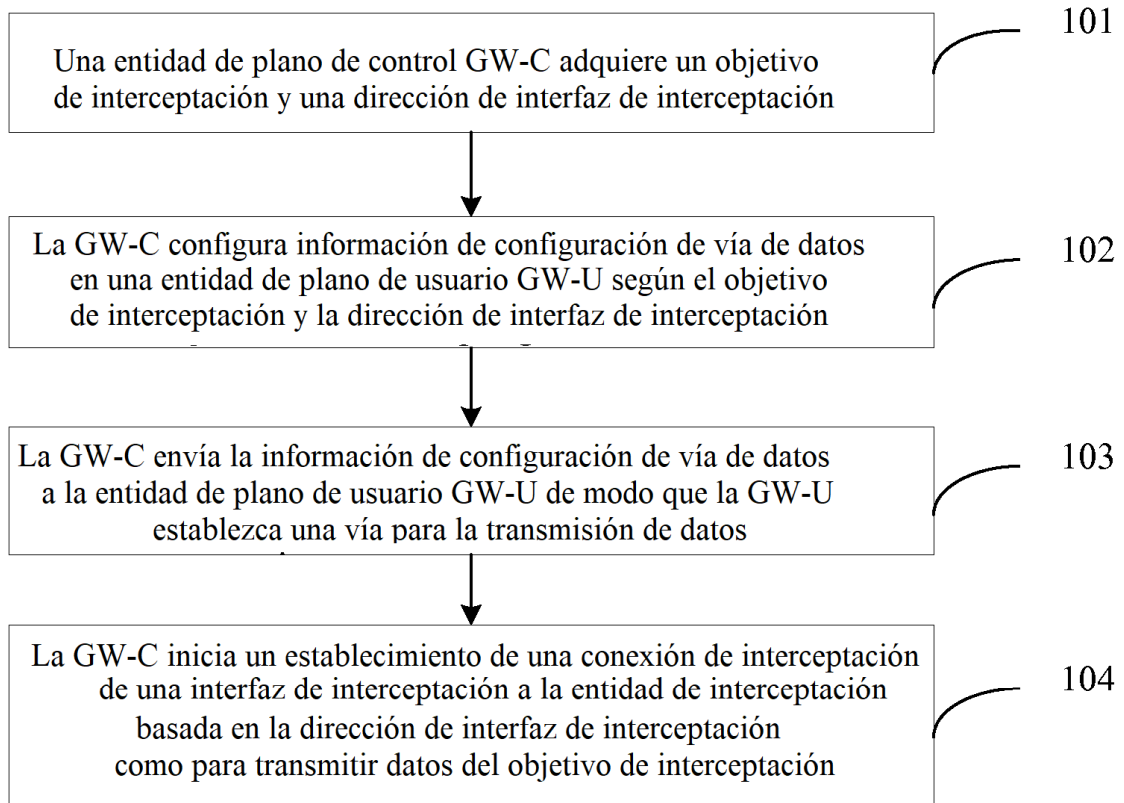 Una entidad de plano de control GW-C adquiere un objetivo
de interceptación y una dirección de interfaz de interceptación
101
La GW-C configura información de configuración de vía de datos
en una entidad de plano de usuario GW-U según el objetivo
de interceptación y la dirección de interfaz de interceptación
102
La GW-C envía la información de configuración de vía de datos
a la entidad de plano de usuario GW-U de modo que la GW-U
establezca una vía para la transmisión de datos
103
La GW-C inicia un establecimiento de una conexión de interceptación
de una interfaz de interceptación a la entidad de interceptación
basada en la dirección de interfaz de interceptación
como para transmitir datos del objetivo de interceptación
104